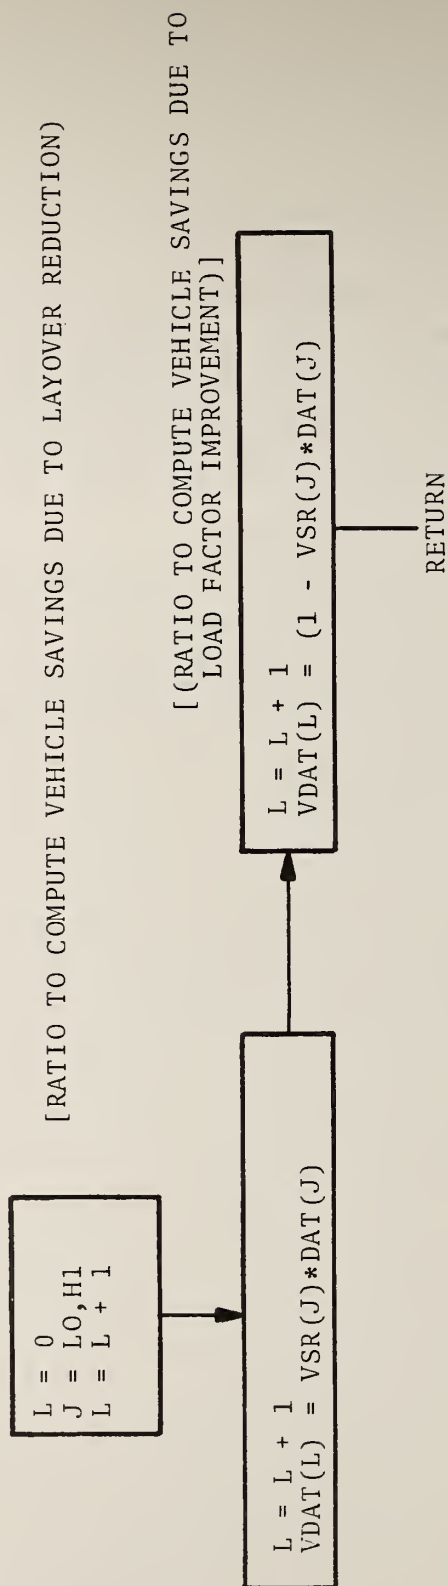 L = 0
J = LO,H1
L = L + 1
[RATIO TO COMPUTE VEHICLE SAVINGS DUE TO LAYOVER REDUCTION)
L = L + 1
VDAT(L) = VSR(J)*DAT(J)
[(RATIO TO COMPUTE VEHICLE SAVINGS DUE TO
LOAD FACTOR IMPROVEMENT)]
L = L + 1
VDAT(L) = (1 - VSR(J)*DAT(J)
RETURN